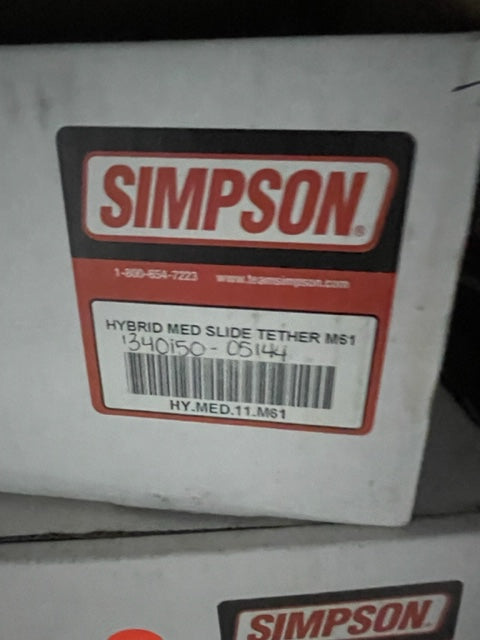 SIMPSON®
1-800-654-7223 www.teamsimpson.com
HYBRID MED SLIDE TETHER M61
1340150-05144
HY.MED.11.M61
SIMPSON